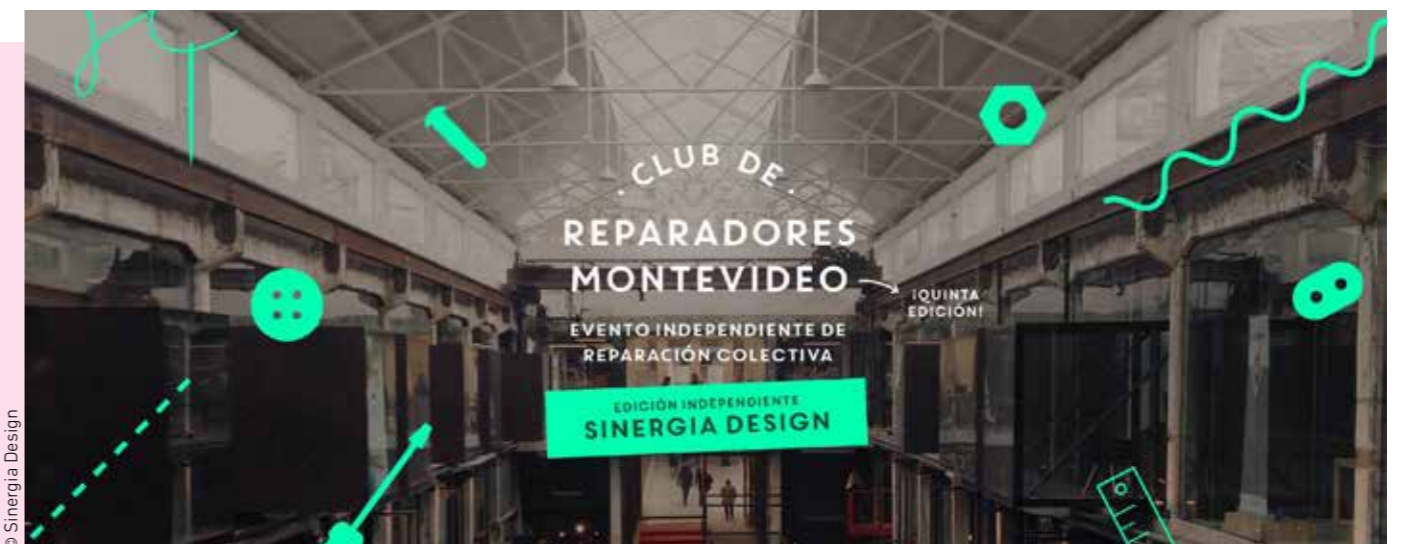 · CLUB DE ·
REPARADORES
MONTEVIDEO
¡QUINTA
EDICIÓN!
EVENTO INDEPENDIENTE DE
REPARACIÓN COLECTIVA
EDICIÓN INDEPENDIENTE
SINERGIA DESIGN
© Sinergia Design